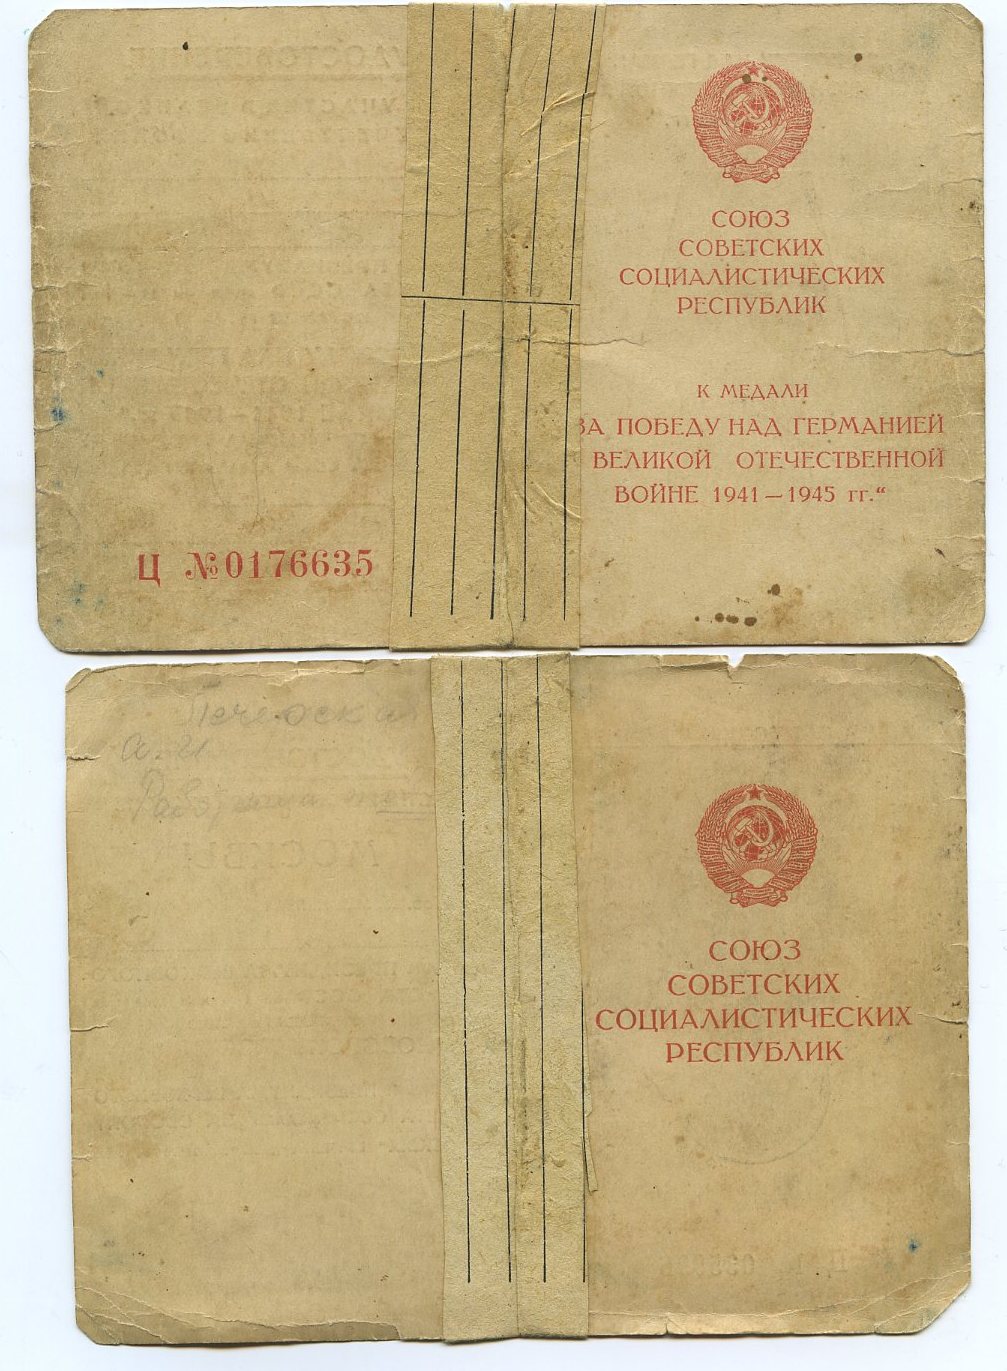 СОЮЗ
СОВЕТСКИХ
СОЦИАЛИСТИЧЕСКИХ
РЕСПУБЛИК
К МЕДАЛИ
ЗА ПОБЕДУ НАД ГЕРМАНИЕЙ
ВЕЛИКОЙ ОТЕЧЕСТВЕННОЙ
ВОЙНЕ 1941—1945 гг.“
Ц №0176635
СОЮЗ
СОВЕТСКИХ
СОЦИАЛИСТИЧЕСКИХ
РЕСПУБЛИК